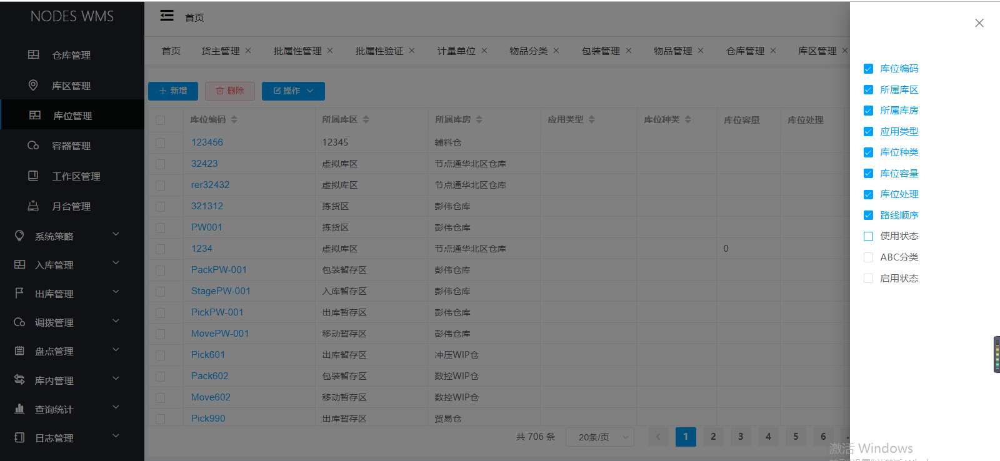 NODES WMS
仓库管理
库区管理
库位管理
容器管理
工作区管理
月台管理
系统策略
入库管理
出库管理
调拨管理
盘点管理
库内管理
查询统计
日志管理
首页
首页 货主管理 批属性管理 批属性验证 计量单位 物品分类 包装管理 物品管理 仓库管理 库区管理
新增 删除 操作
库位编码 所属库区 所属库房 应用类型 库位种类 库位容量 库位处理
123456 12345 辅料仓
32423 虚拟库区 节点通华北区仓库
rer32432 虚拟库区 节点通华北区仓库
321312 拣货区 彭伟仓库
PW001 拣货区 彭伟仓库
1234 虚拟库区 节点通华北区仓库 0
PackPW-001 包装暂存区 彭伟仓库
StagePW-001 入库暂存区 彭伟仓库
PickPW-001 出库暂存区 彭伟仓库
MovePW-001 移动暂存区 彭伟仓库
Pick601 出库暂存区 冲压WIP仓
Pack602 包装暂存区 数控WIP仓
Move602 移动暂存区 数控WIP仓
Pick990 出库暂存区 贸易仓
共 706 条 20条/页 1 2 3 4 5 6
库位编码
所属库区
所属库房
应用类型
库位种类
库位容量
库位处理
路线顺序
使用状态
ABC分类
启用状态
激活 Windows